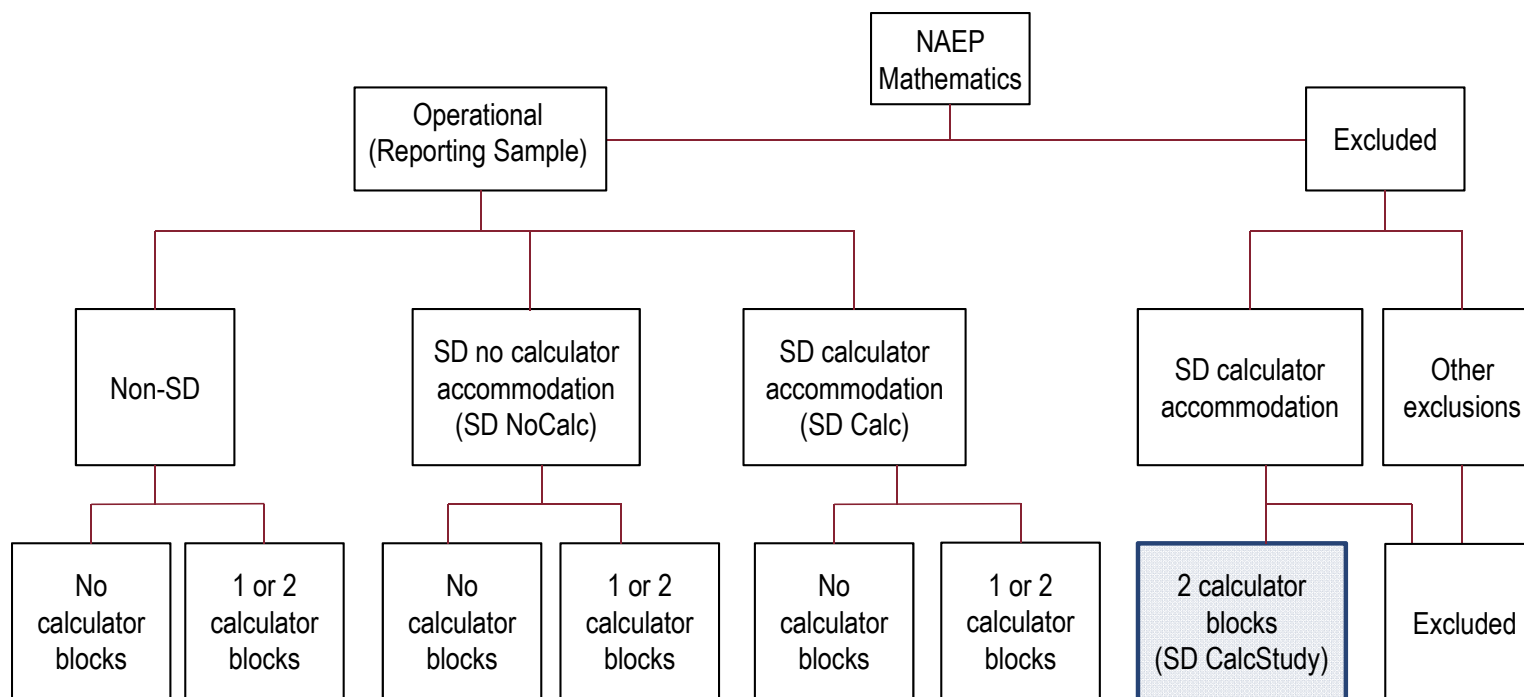 NAEP
Mathematics
Operational
(Reporting Sample)
Excluded
Non-SD
SD no calculator
accommodation
(SD NoCalc)
SD calculator
accommodation
(SD Calc)
SD calculator
accommodation
Other
exclusions
No
calculator
blocks
1 or 2
calculator
blocks
No
calculator
blocks
1 or 2
calculator
blocks
No
calculator
blocks
1 or 2
calculator
blocks
2 calculator
blocks
(SD CalcStudy)
Excluded